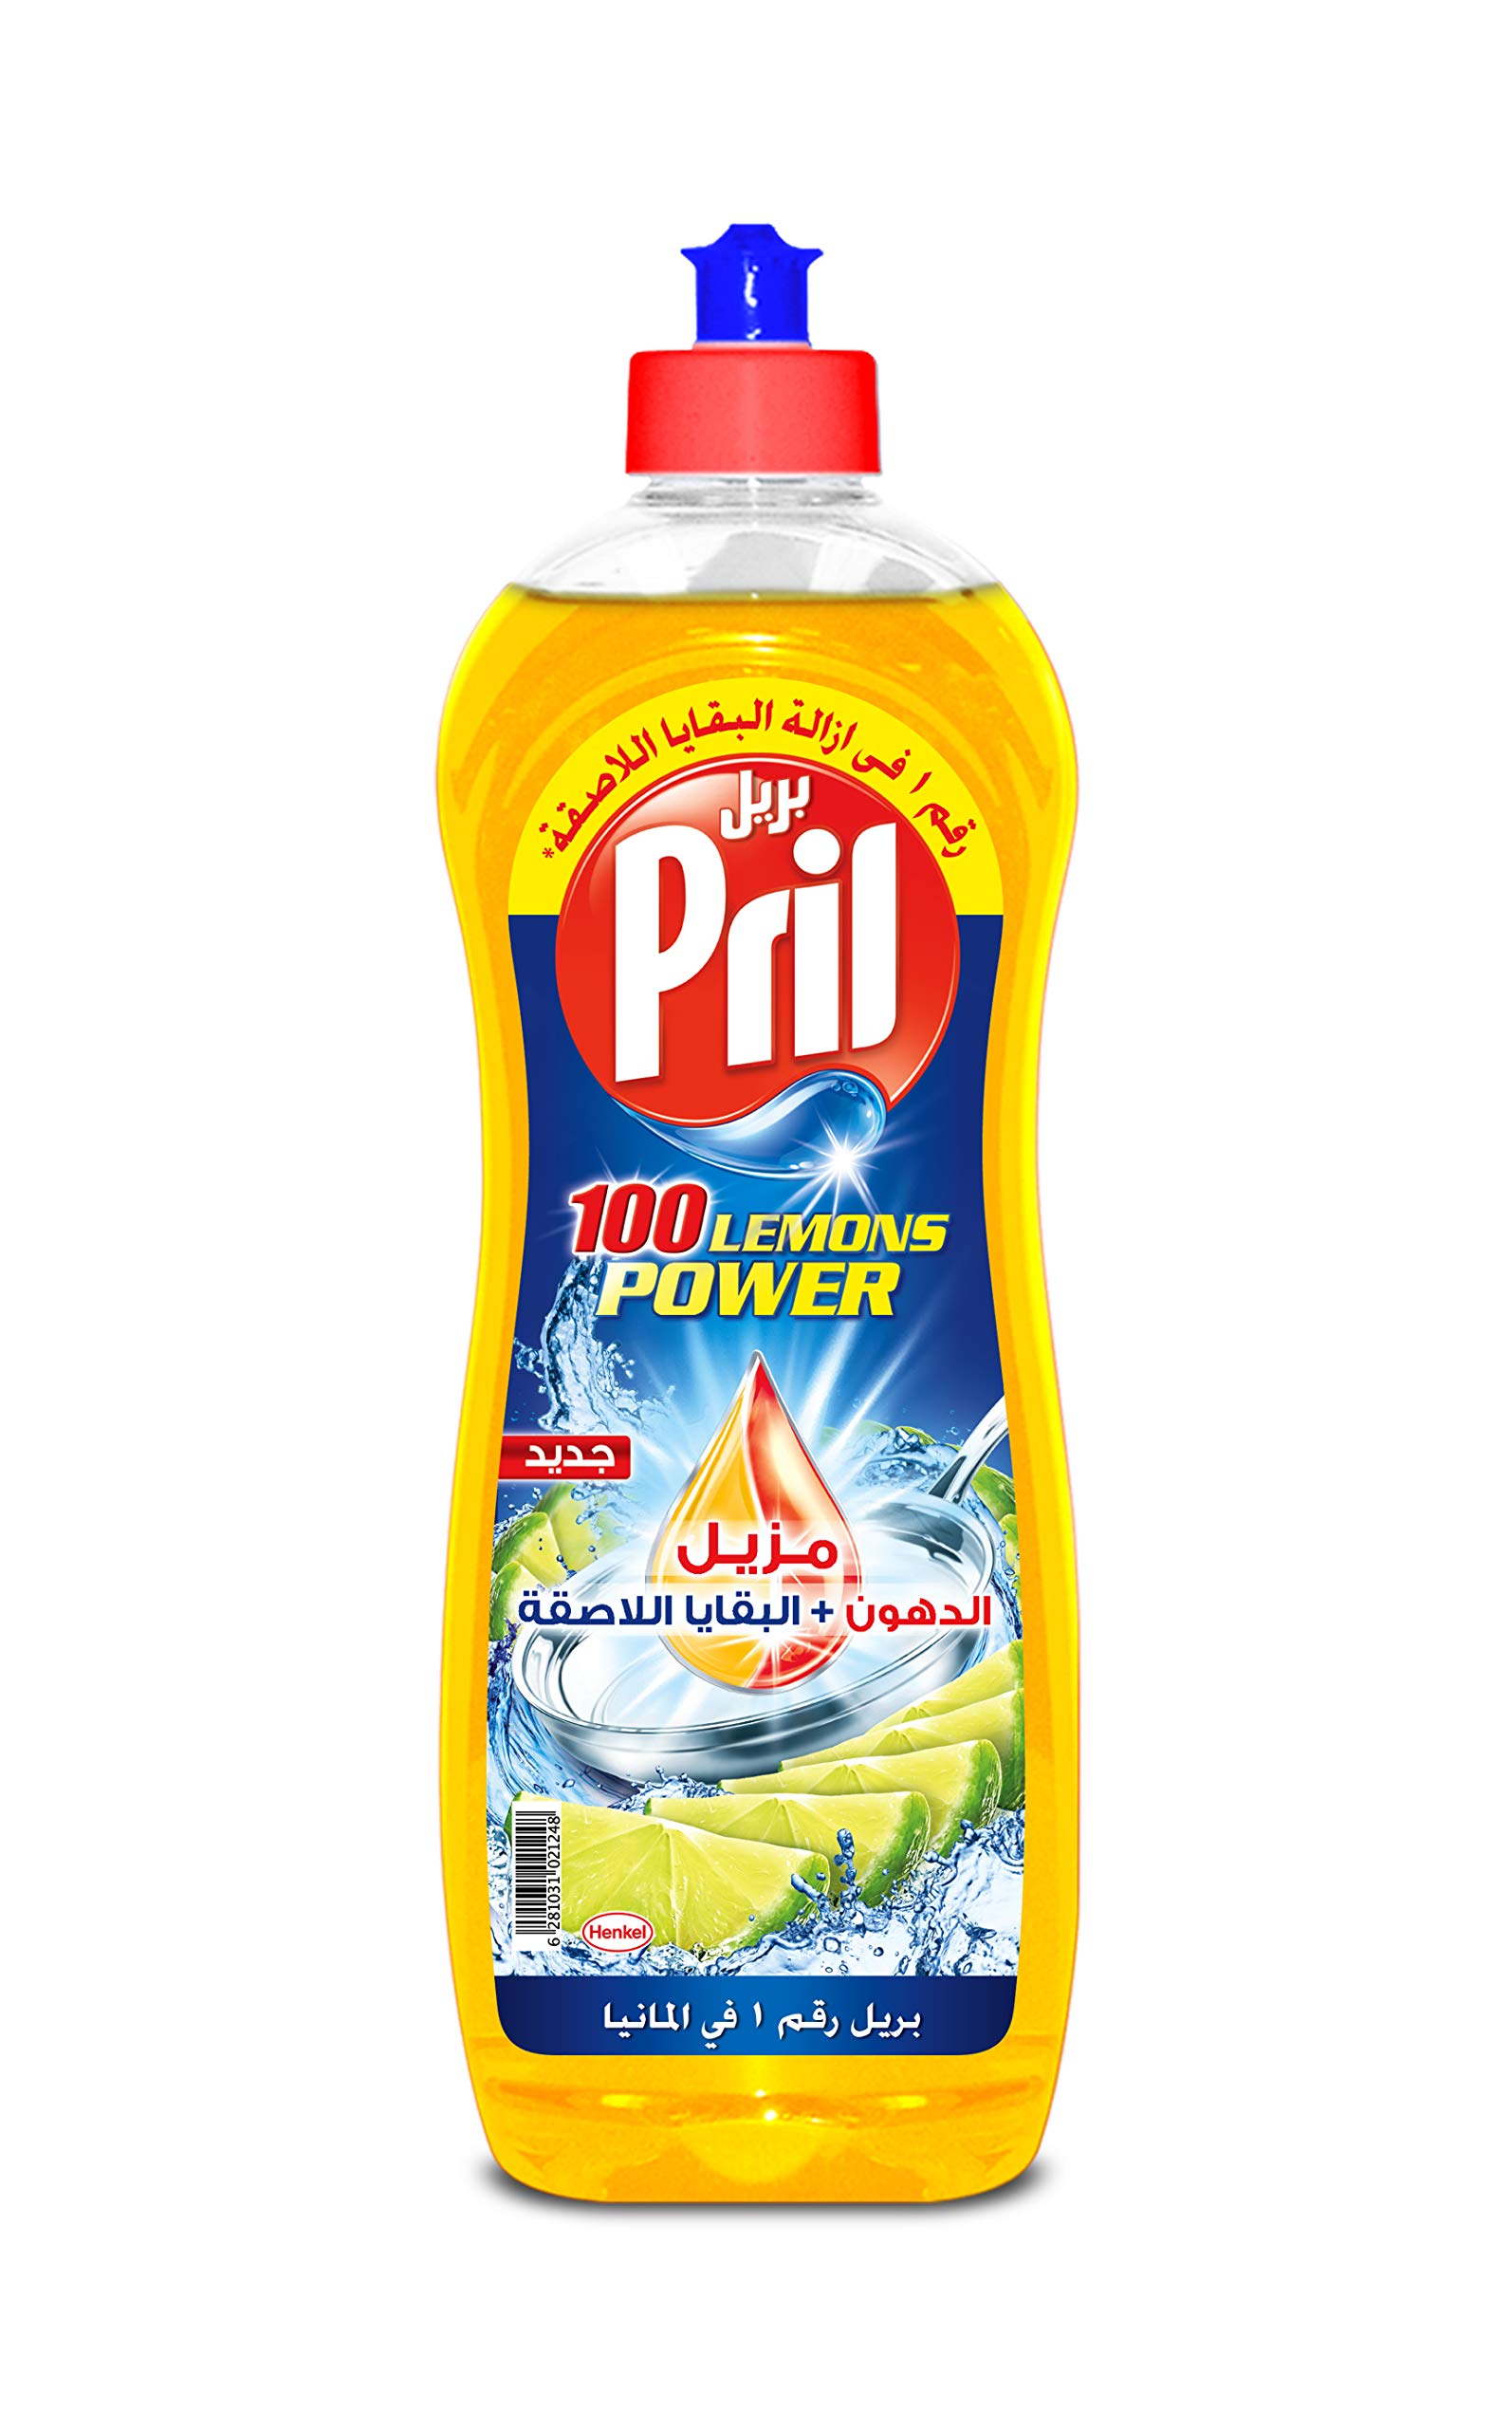 رقم ١ فى ازالة البقايا اللاصقة*
بريل
Pril
100 LEMONS
POWER
جديد
مزيل
الدهون + البقايا اللاصقة
6 281031 021248
Henkel
بريل رقم ١ في المانيا